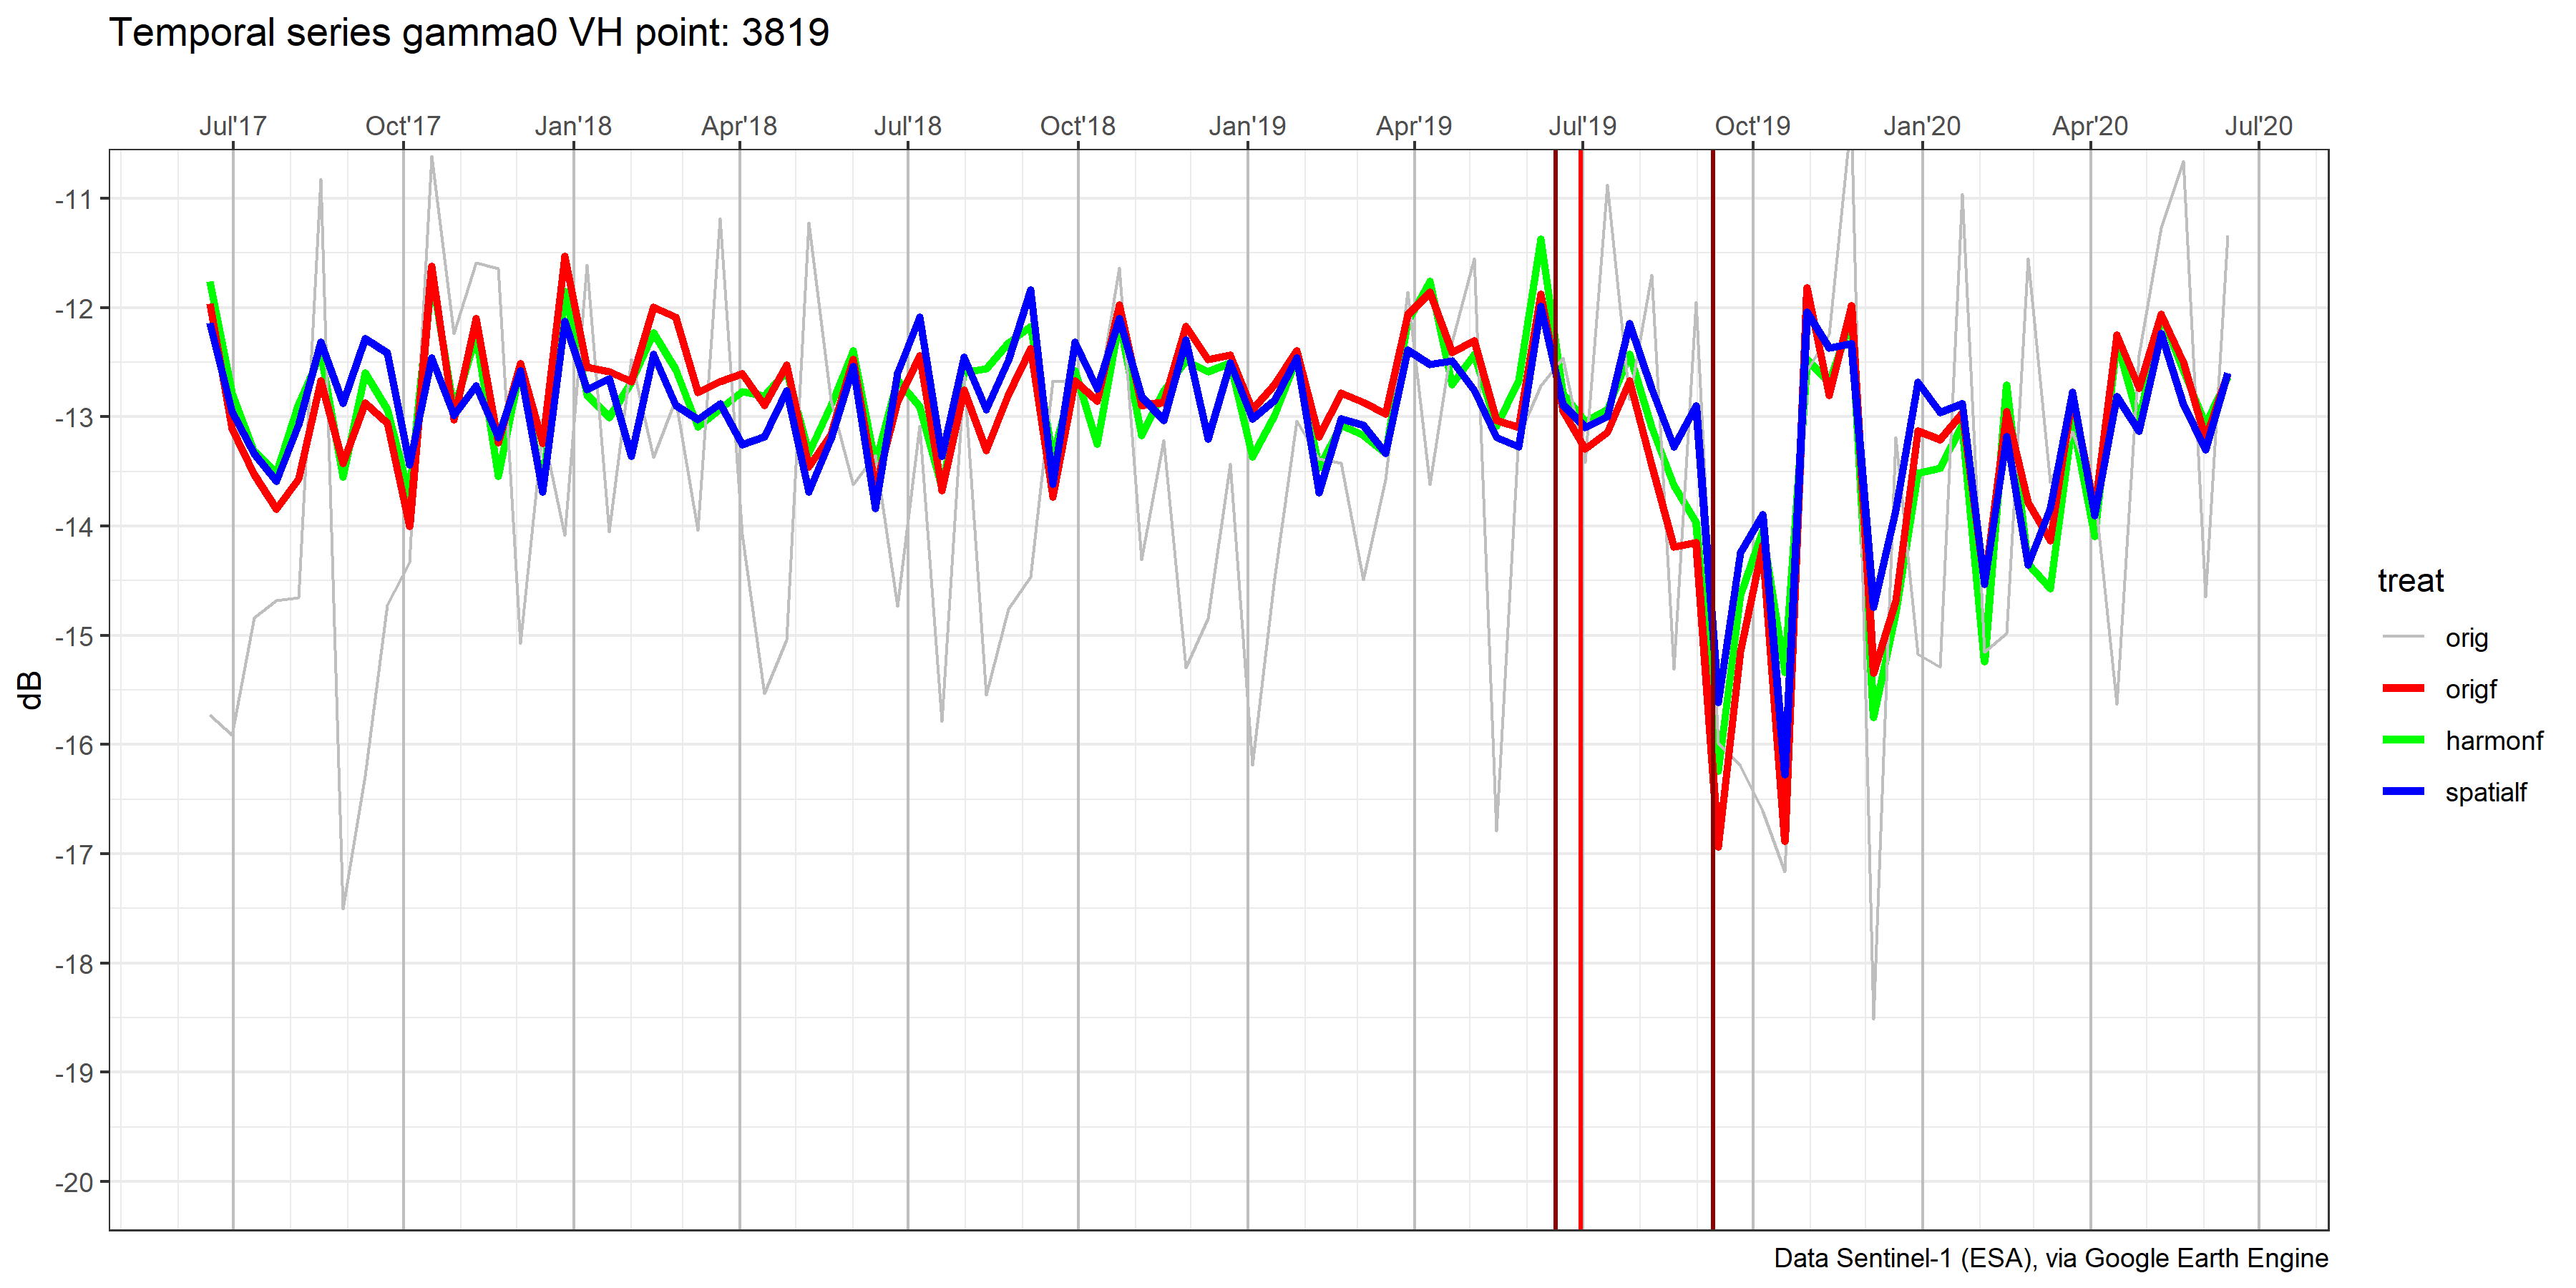 Temporal series gamma0 VH point: 3819
Jul'17 Oct'17 Jan'18 Apr'18 Jul'18 Oct'18 Jan'19 Apr'19 Jul'19 Oct'19 Jan'20 Apr'20 Jul'20
-11
-12
-13
-14
-15
-16
-17
-18
-19
-20
dB
treat
orig
origf
harmonf
spatialf
Data Sentinel-1 (ESA), via Google Earth Engine